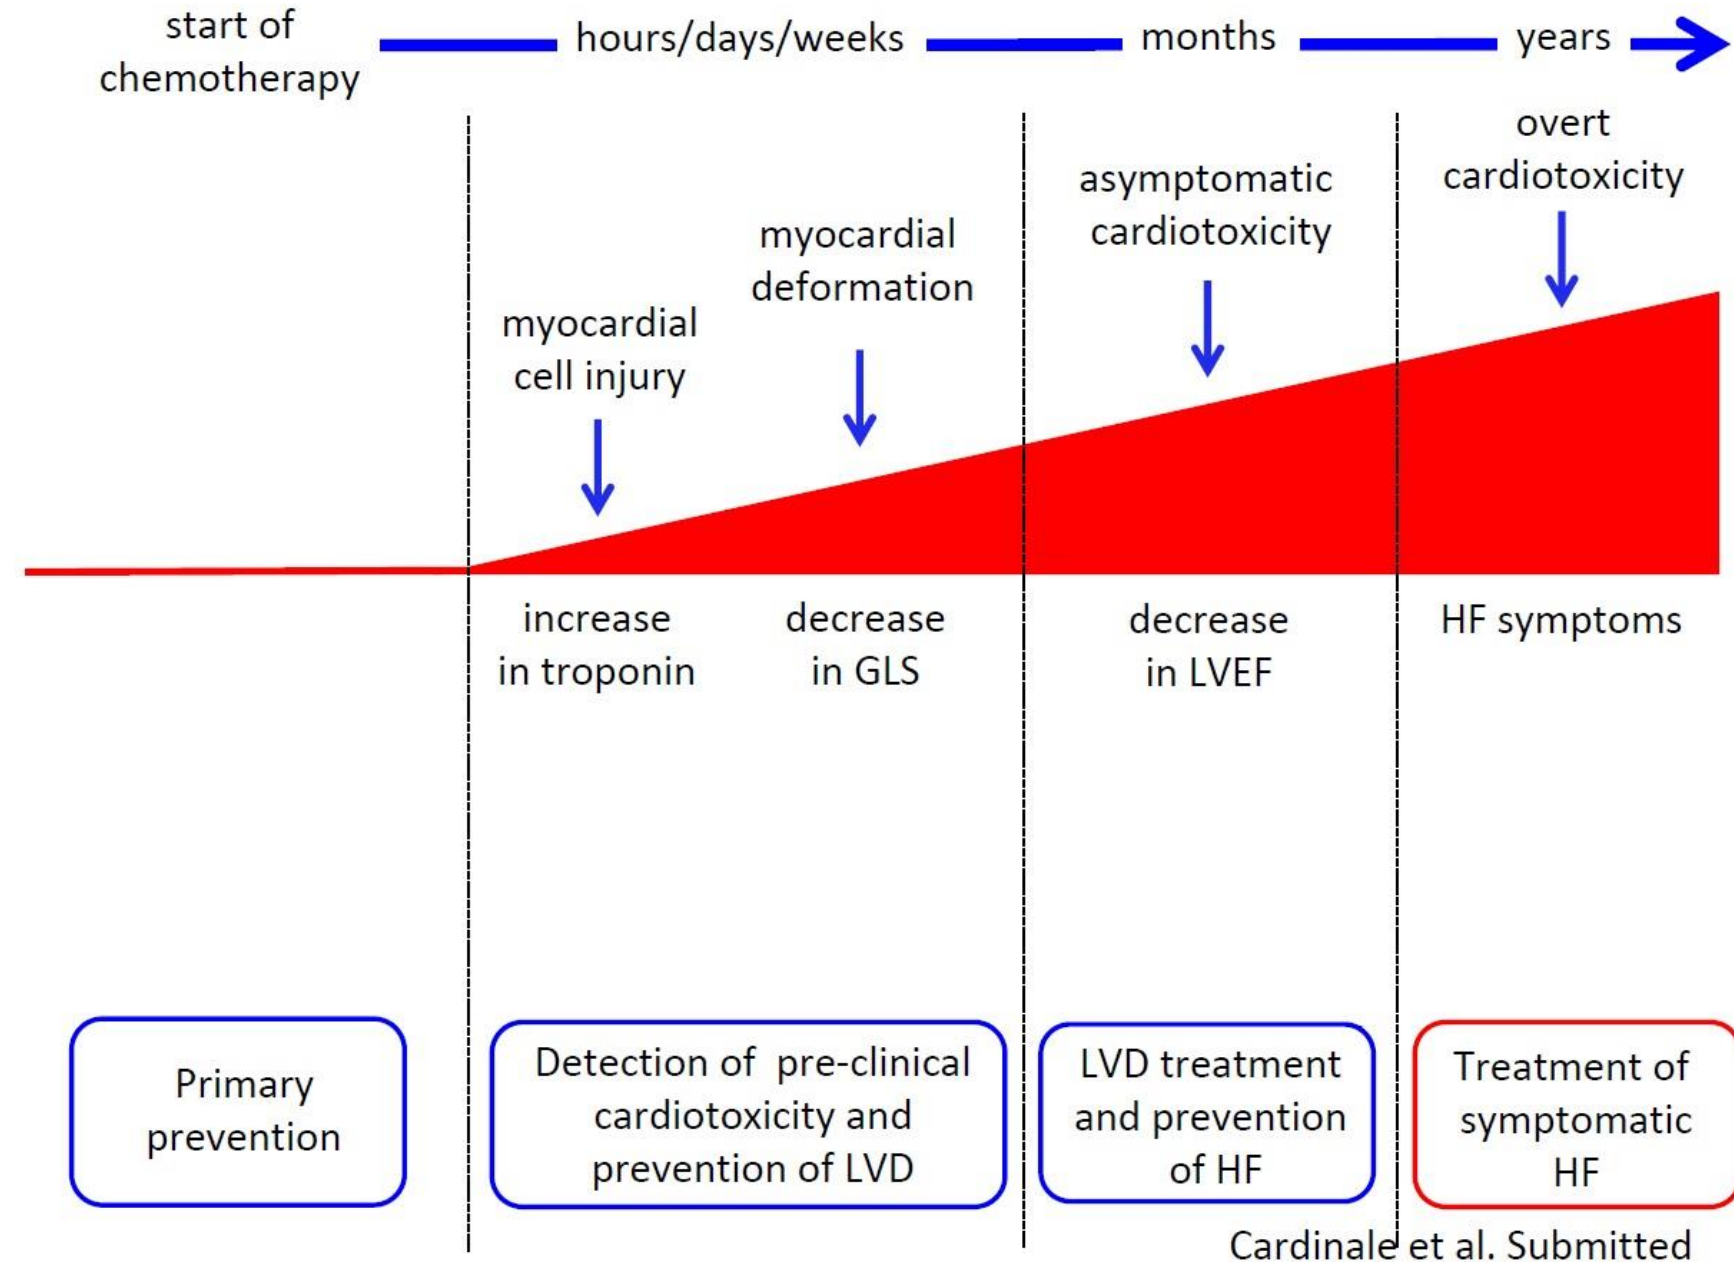 start of
chemotherapy
hours/days/weeks
months
years
overt
cardiotoxicity
asymptomatic
cardiotoxicity
myocardial
deformation
myocardial
cell injury
increase
in troponin
decrease
in GLS
decrease
in LVEF
HF symptoms
Primary
prevention
Detection of pre-clinical
cardiotoxicity and
prevention of LVD
LVD treatment
and prevention
of HF
Treatment of
symptomatic
HF
Cardinale et al. Submitted